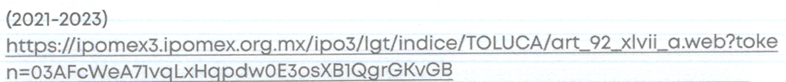 (2021-2023)
https://ipomex3.ipomex.org.mx/ipo3/lgt/indice/TOLUCA/art_92_xlvii_a.web?toke
n=03AFcWeA71vqLxHqpdw0E3osXB1QgrGKvGB